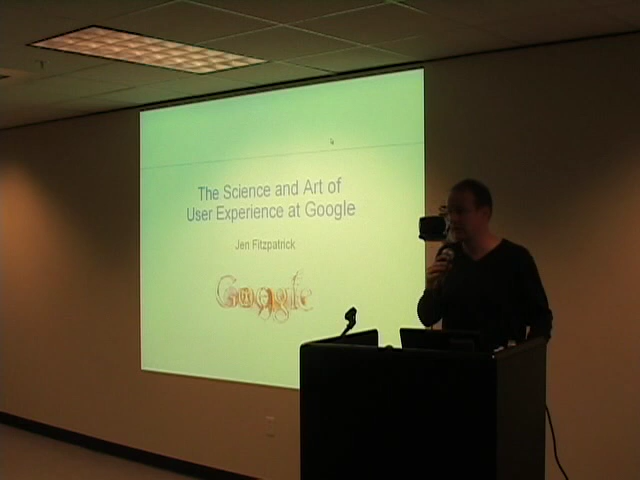 The Science and Art of
User Experience at Google
Jen Fitzpatrick
Google